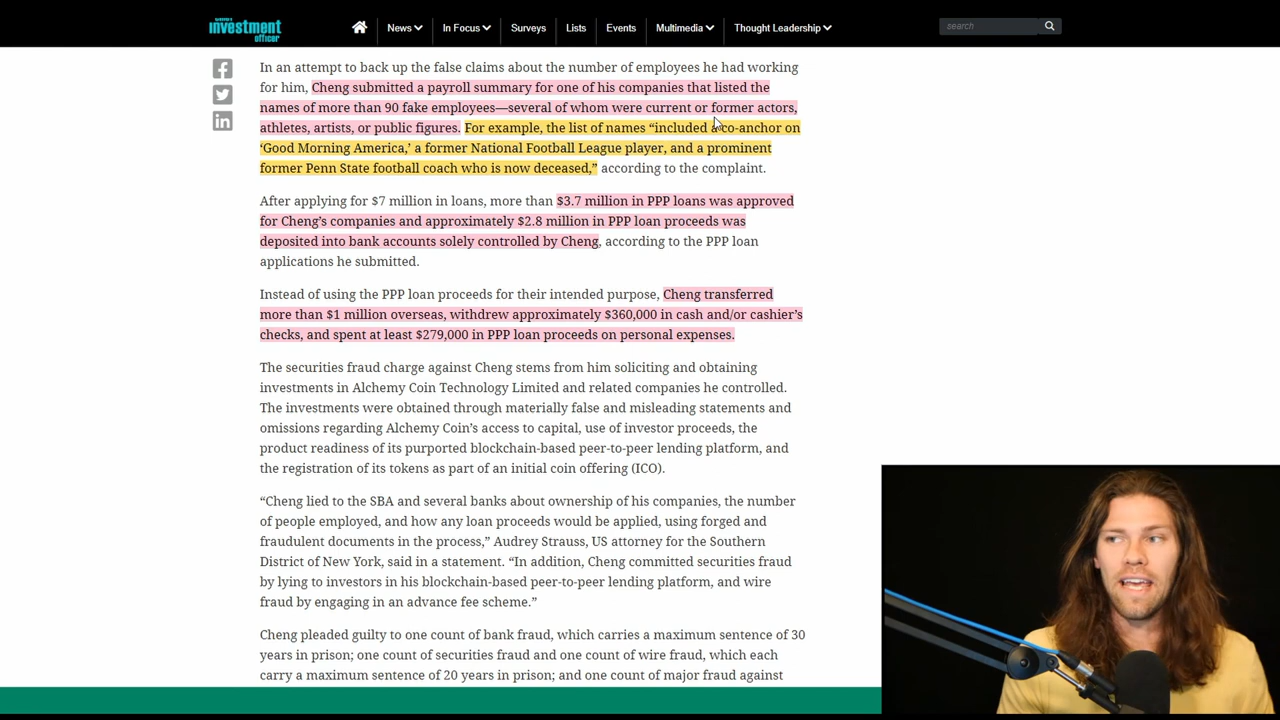 investment
officer
News
In Focus
Surveys
Lists
Events
Multimedia
Thought Leadership
search
In an attempt to back up the false claims about the number of employees he had working
for him, Cheng submitted a payroll summary for one of his companies that listed the
names of more than 90 fake employees—several of whom were current or former actors,
athletes, artists, or public figures. For example, the list of names “included a co-anchor on
‘Good Morning America,’ a former National Football League player, and a prominent
former Penn State football coach who is now deceased,” according to the complaint.
After applying for $7 million in loans, more than $3.7 million in PPP loans was approved
for Cheng’s companies and approximately $2.8 million in PPP loan proceeds was
deposited into bank accounts solely controlled by Cheng, according to the PPP loan
applications he submitted.
Instead of using the PPP loan proceeds for their intended purpose, Cheng transferred
more than $1 million overseas, withdrew approximately $360,000 in cash and/or cashier’s
checks, and spent at least $279,000 in PPP loan proceeds on personal expenses.
The securities fraud charge against Cheng stems from him soliciting and obtaining
investments in Alchemy Coin Technology Limited and related companies he controlled.
The investments were obtained through materially false and misleading statements and
omissions regarding Alchemy Coin’s access to capital, use of investor proceeds, the
product readiness of its purported blockchain-based peer-to-peer lending platform, and
the registration of its tokens as part of an initial coin offering (ICO).
“Cheng lied to the SBA and several banks about ownership of his companies, the number
of people employed, and how any loan proceeds would be applied, using forged and
fraudulent documents in the process,” Audrey Strauss, US attorney for the Southern
District of New York, said in a statement. “In addition, Cheng committed securities fraud
by lying to investors in his blockchain-based peer-to-peer lending platform, and wire
fraud by engaging in an advance fee scheme.”
Cheng pleaded guilty to one count of bank fraud, which carries a maximum sentence of 30
years in prison; one count of securities fraud and one count of wire fraud, which each
carry a maximum sentence of 20 years in prison; and one count of major fraud against